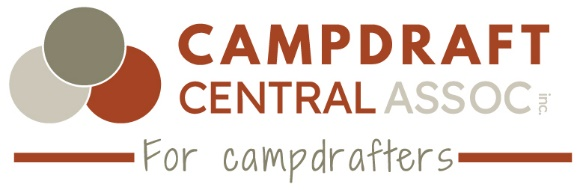 CAMPDRAFT
CENTRAL ASSOC inc.
For campdrafters